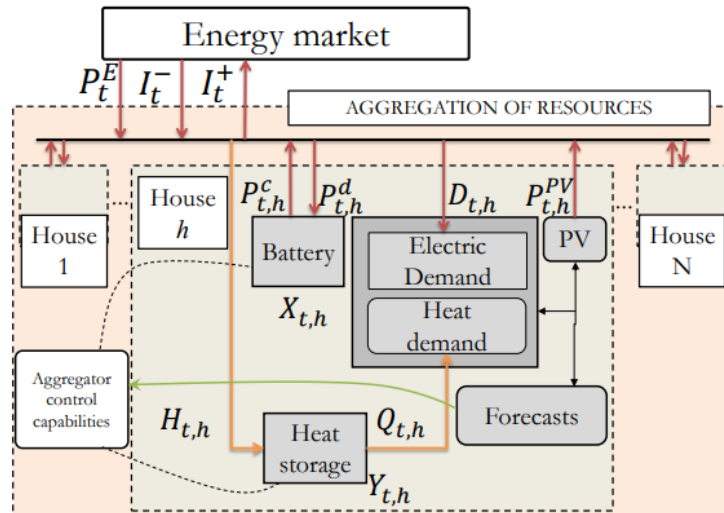 Energy market
P_t^E I_t^- I_t^+
AGGREGATION OF RESOURCES
House
1
...
House
h
P_{t,h}^c P_{t,h}^d D_{t,h} P_{t,h}^{PV}
...
House
N
Battery
Electric
Demand
PV
X_{t,h}
Heat
demand
Aggregator
control
capabilities
H_{t,h}
Heat
storage
Q_{t,h}
Forecasts
Y_{t,h}